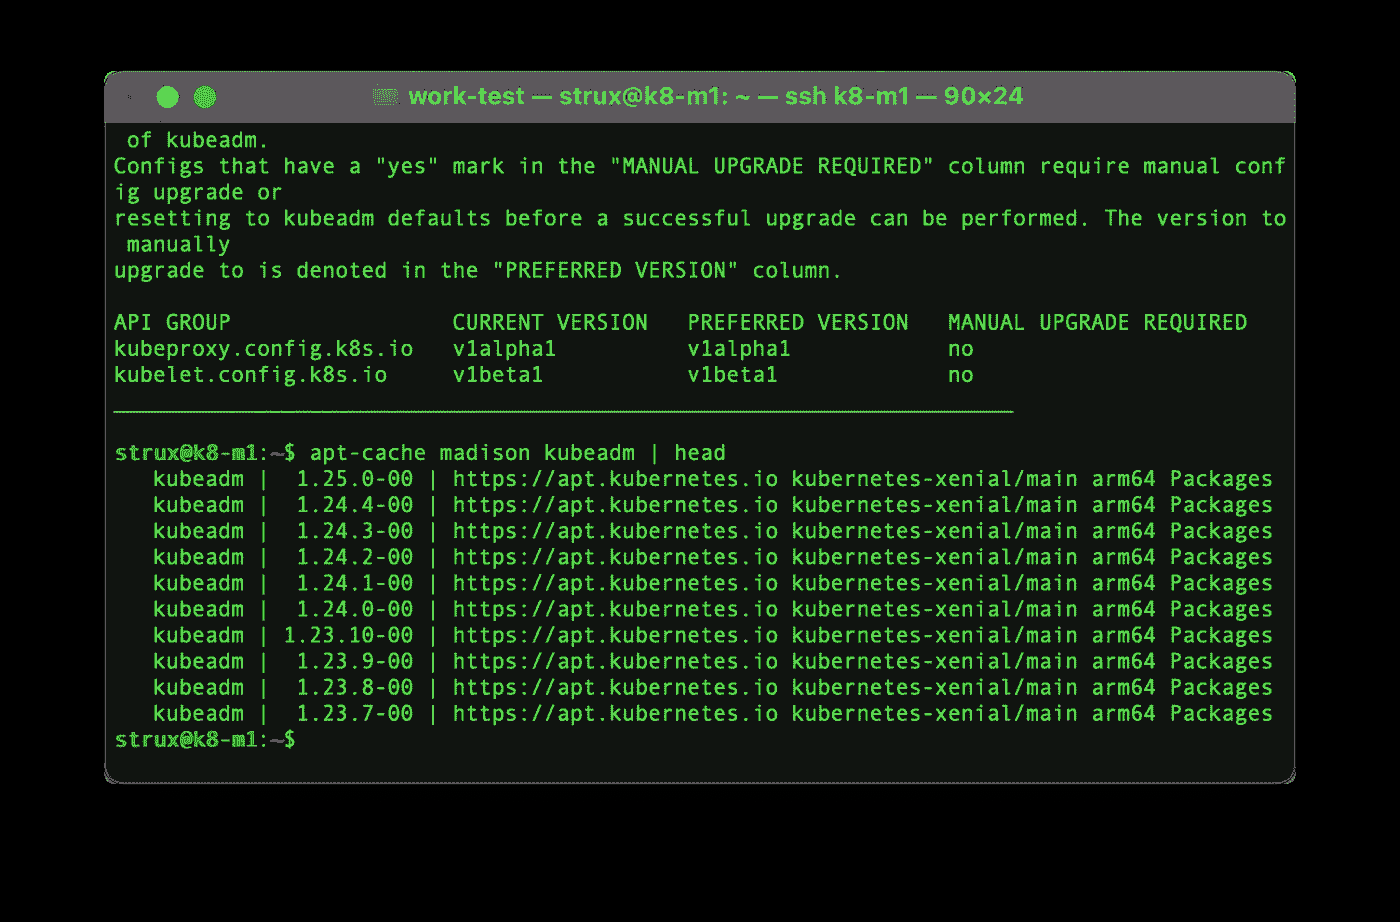 work-test — strux@k8-m1: ~ — ssh k8-m1 — 90×24
 of kubeadm.
Configs that have a "yes" mark in the "MANUAL UPGRADE REQUIRED" column require manual conf
ig upgrade or
resetting to kubeadm defaults before a successful upgrade can be performed. The version to
 manually
upgrade to is denoted in the "PREFERRED VERSION" column.

API GROUP                 CURRENT VERSION   PREFERRED VERSION   MANUAL UPGRADE REQUIRED
kubeproxy.config.k8s.io   v1alpha1          v1alpha1            no
kubelet.config.k8s.io     v1beta1           v1beta1             no

strux@k8-m1:~$ apt-cache madison kubeadm | head
   kubeadm |  1.25.0-00 | https://apt.kubernetes.io kubernetes-xenial/main arm64 Packages
   kubeadm |  1.24.4-00 | https://apt.kubernetes.io kubernetes-xenial/main arm64 Packages
   kubeadm |  1.24.3-00 | https://apt.kubernetes.io kubernetes-xenial/main arm64 Packages
   kubeadm |  1.24.2-00 | https://apt.kubernetes.io kubernetes-xenial/main arm64 Packages
   kubeadm |  1.24.1-00 | https://apt.kubernetes.io kubernetes-xenial/main arm64 Packages
   kubeadm |  1.24.0-00 | https://apt.kubernetes.io kubernetes-xenial/main arm64 Packages
   kubeadm | 1.23.10-00 | https://apt.kubernetes.io kubernetes-xenial/main arm64 Packages
   kubeadm |  1.23.9-00 | https://apt.kubernetes.io kubernetes-xenial/main arm64 Packages
   kubeadm |  1.23.8-00 | https://apt.kubernetes.io kubernetes-xenial/main arm64 Packages
   kubeadm |  1.23.7-00 | https://apt.kubernetes.io kubernetes-xenial/main arm64 Packages
strux@k8-m1:~$